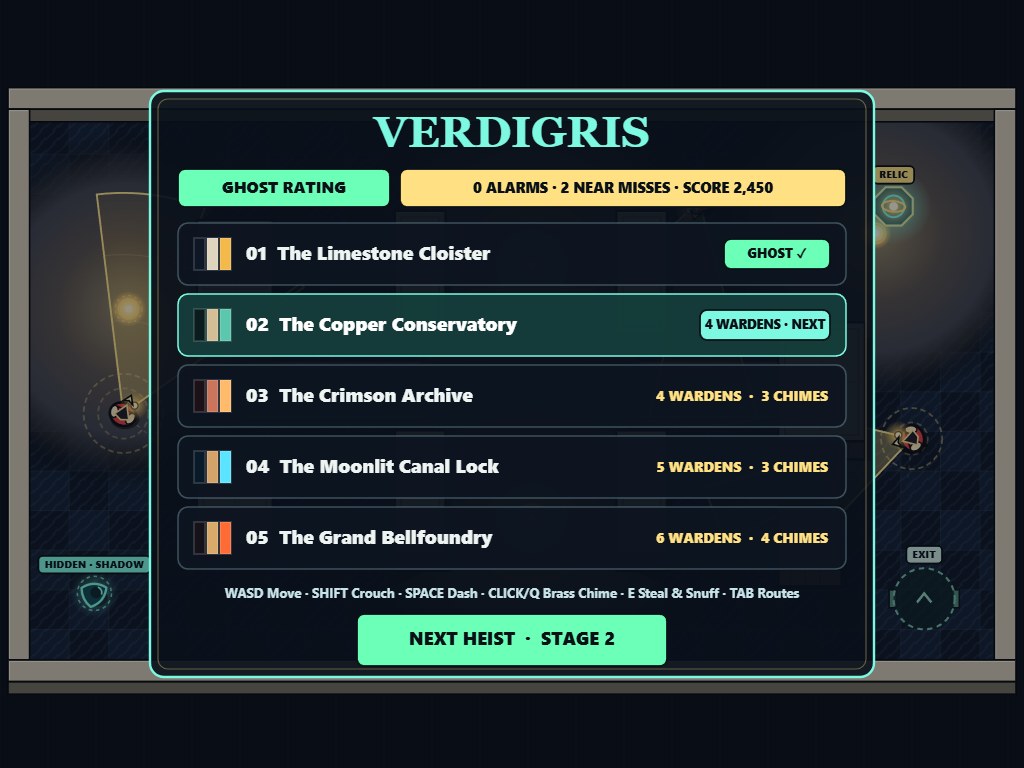 VERDIGRIS
GHOST RATING
0 ALARMS · 2 NEAR MISSES · SCORE 2,450
RELIC
01 The Limestone Cloister
GHOST ✓
02 The Copper Conservatory
4 WARDENS · NEXT
03 The Crimson Archive
4 WARDENS · 3 CHIMES
04 The Moonlit Canal Lock
5 WARDENS · 3 CHIMES
05 The Grand Bellfoundry
6 WARDENS · 4 CHIMES
HIDDEN · SHADOW
EXIT
WASD Move · SHIFT Crouch · SPACE Dash · CLICK/Q Brass Chime · E Steal & Snuff · TAB Routes
NEXT HEIST · STAGE 2